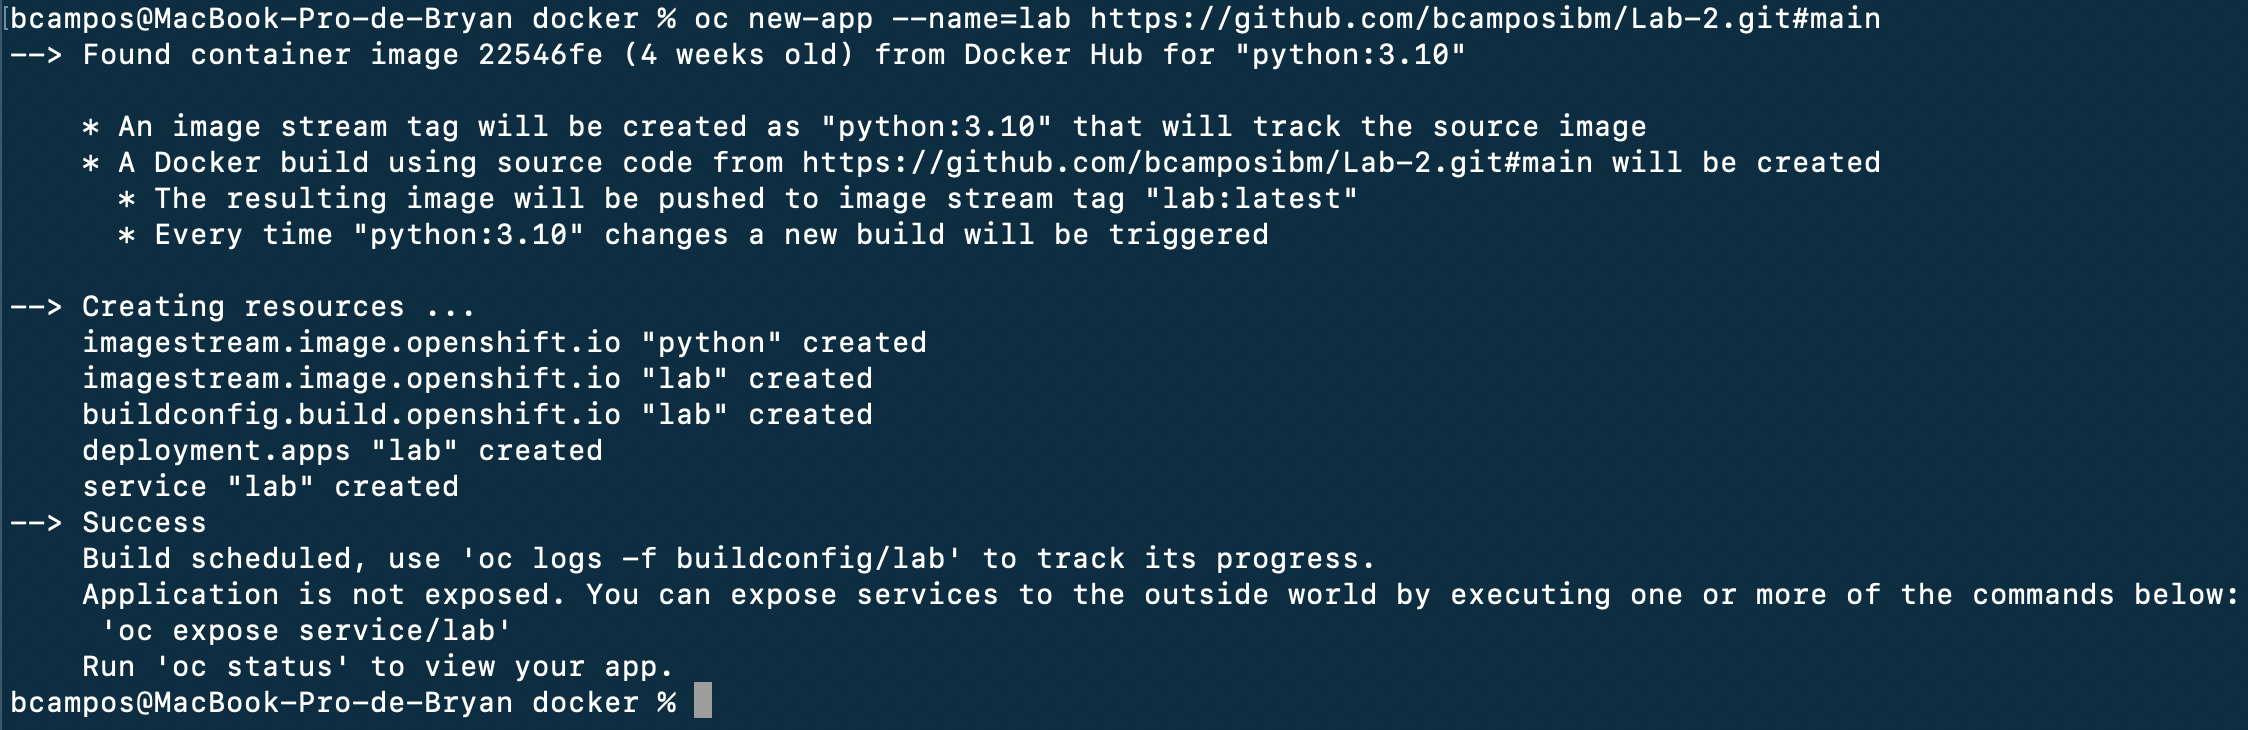 [bcampos@MacBook-Pro-de-Bryan docker % oc new-app --name=lab https://github.com/bcamposibm/Lab-2.git#main
--> Found container image 22546fe (4 weeks old) from Docker Hub for "python:3.10"
* An image stream tag will be created as "python:3.10" that will track the source image
* A Docker build using source code from https://github.com/bcamposibm/Lab-2.git#main will be created
* The resulting image will be pushed to image stream tag "lab:latest"
* Every time "python:3.10" changes a new build will be triggered
--> Creating resources ...
imagestream.image.openshift.io "python" created
imagestream.image.openshift.io "lab" created
buildconfig.build.openshift.io "lab" created
deployment.apps "lab" created
service "lab" created
--> Success
Build scheduled, use 'oc logs -f buildconfig/lab' to track its progress.
Application is not exposed. You can expose services to the outside world by executing one or more of the commands below:
'oc expose service/lab'
Run 'oc status' to view your app.
bcampos@MacBook-Pro-de-Bryan docker %